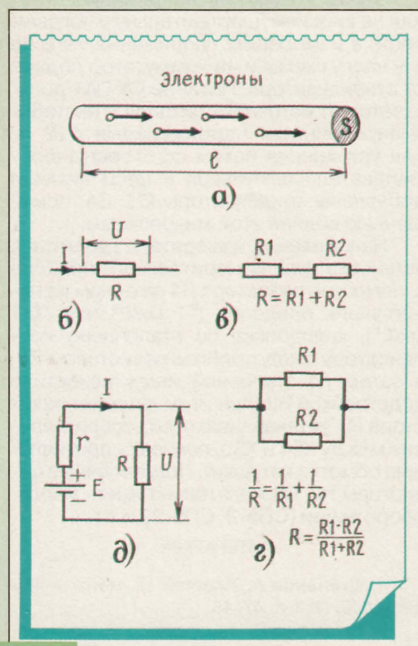 Электроны
S
ℓ
а)
I U
R
б)
R1 R2
R = R1 + R2
в)
R1
R2
1/R = 1/R1 + 1/R2
R = R1·R2/R1+R2
г)
I
r
+ E
R U
д)